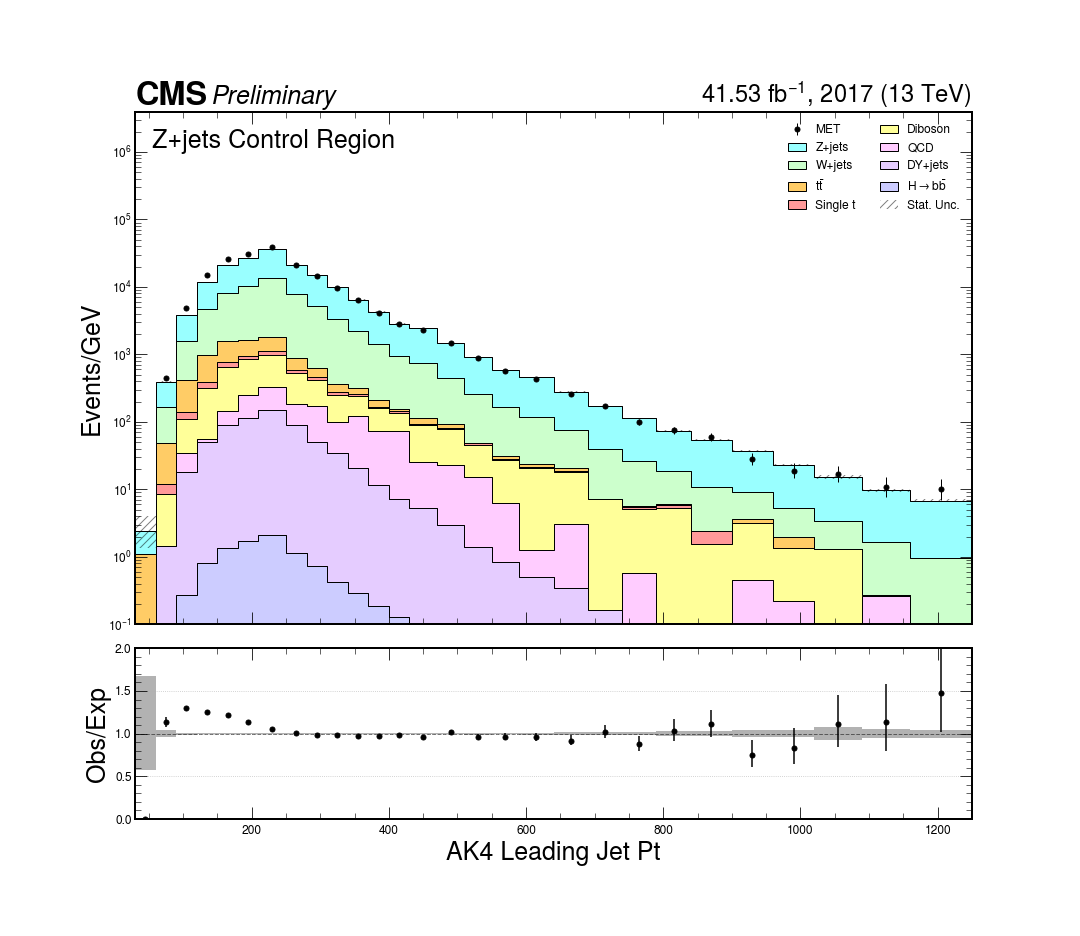 CMS Preliminary 41.53 fb⁻¹, 2017 (13 TeV)
Z+jets Control Region
MET
Z+jets
W+jets
tt̄
Single t
Diboson
QCD
DY+jets
H→bb̄
Stat. Unc.
Events/GeV
10⁶
10⁵
10⁴
10³
10²
10¹
10⁰
10⁻¹
Obs/Exp
2.0
1.5
1.0
0.5
0.0
200 400 600 800 1000 1200
AK4 Leading Jet Pt